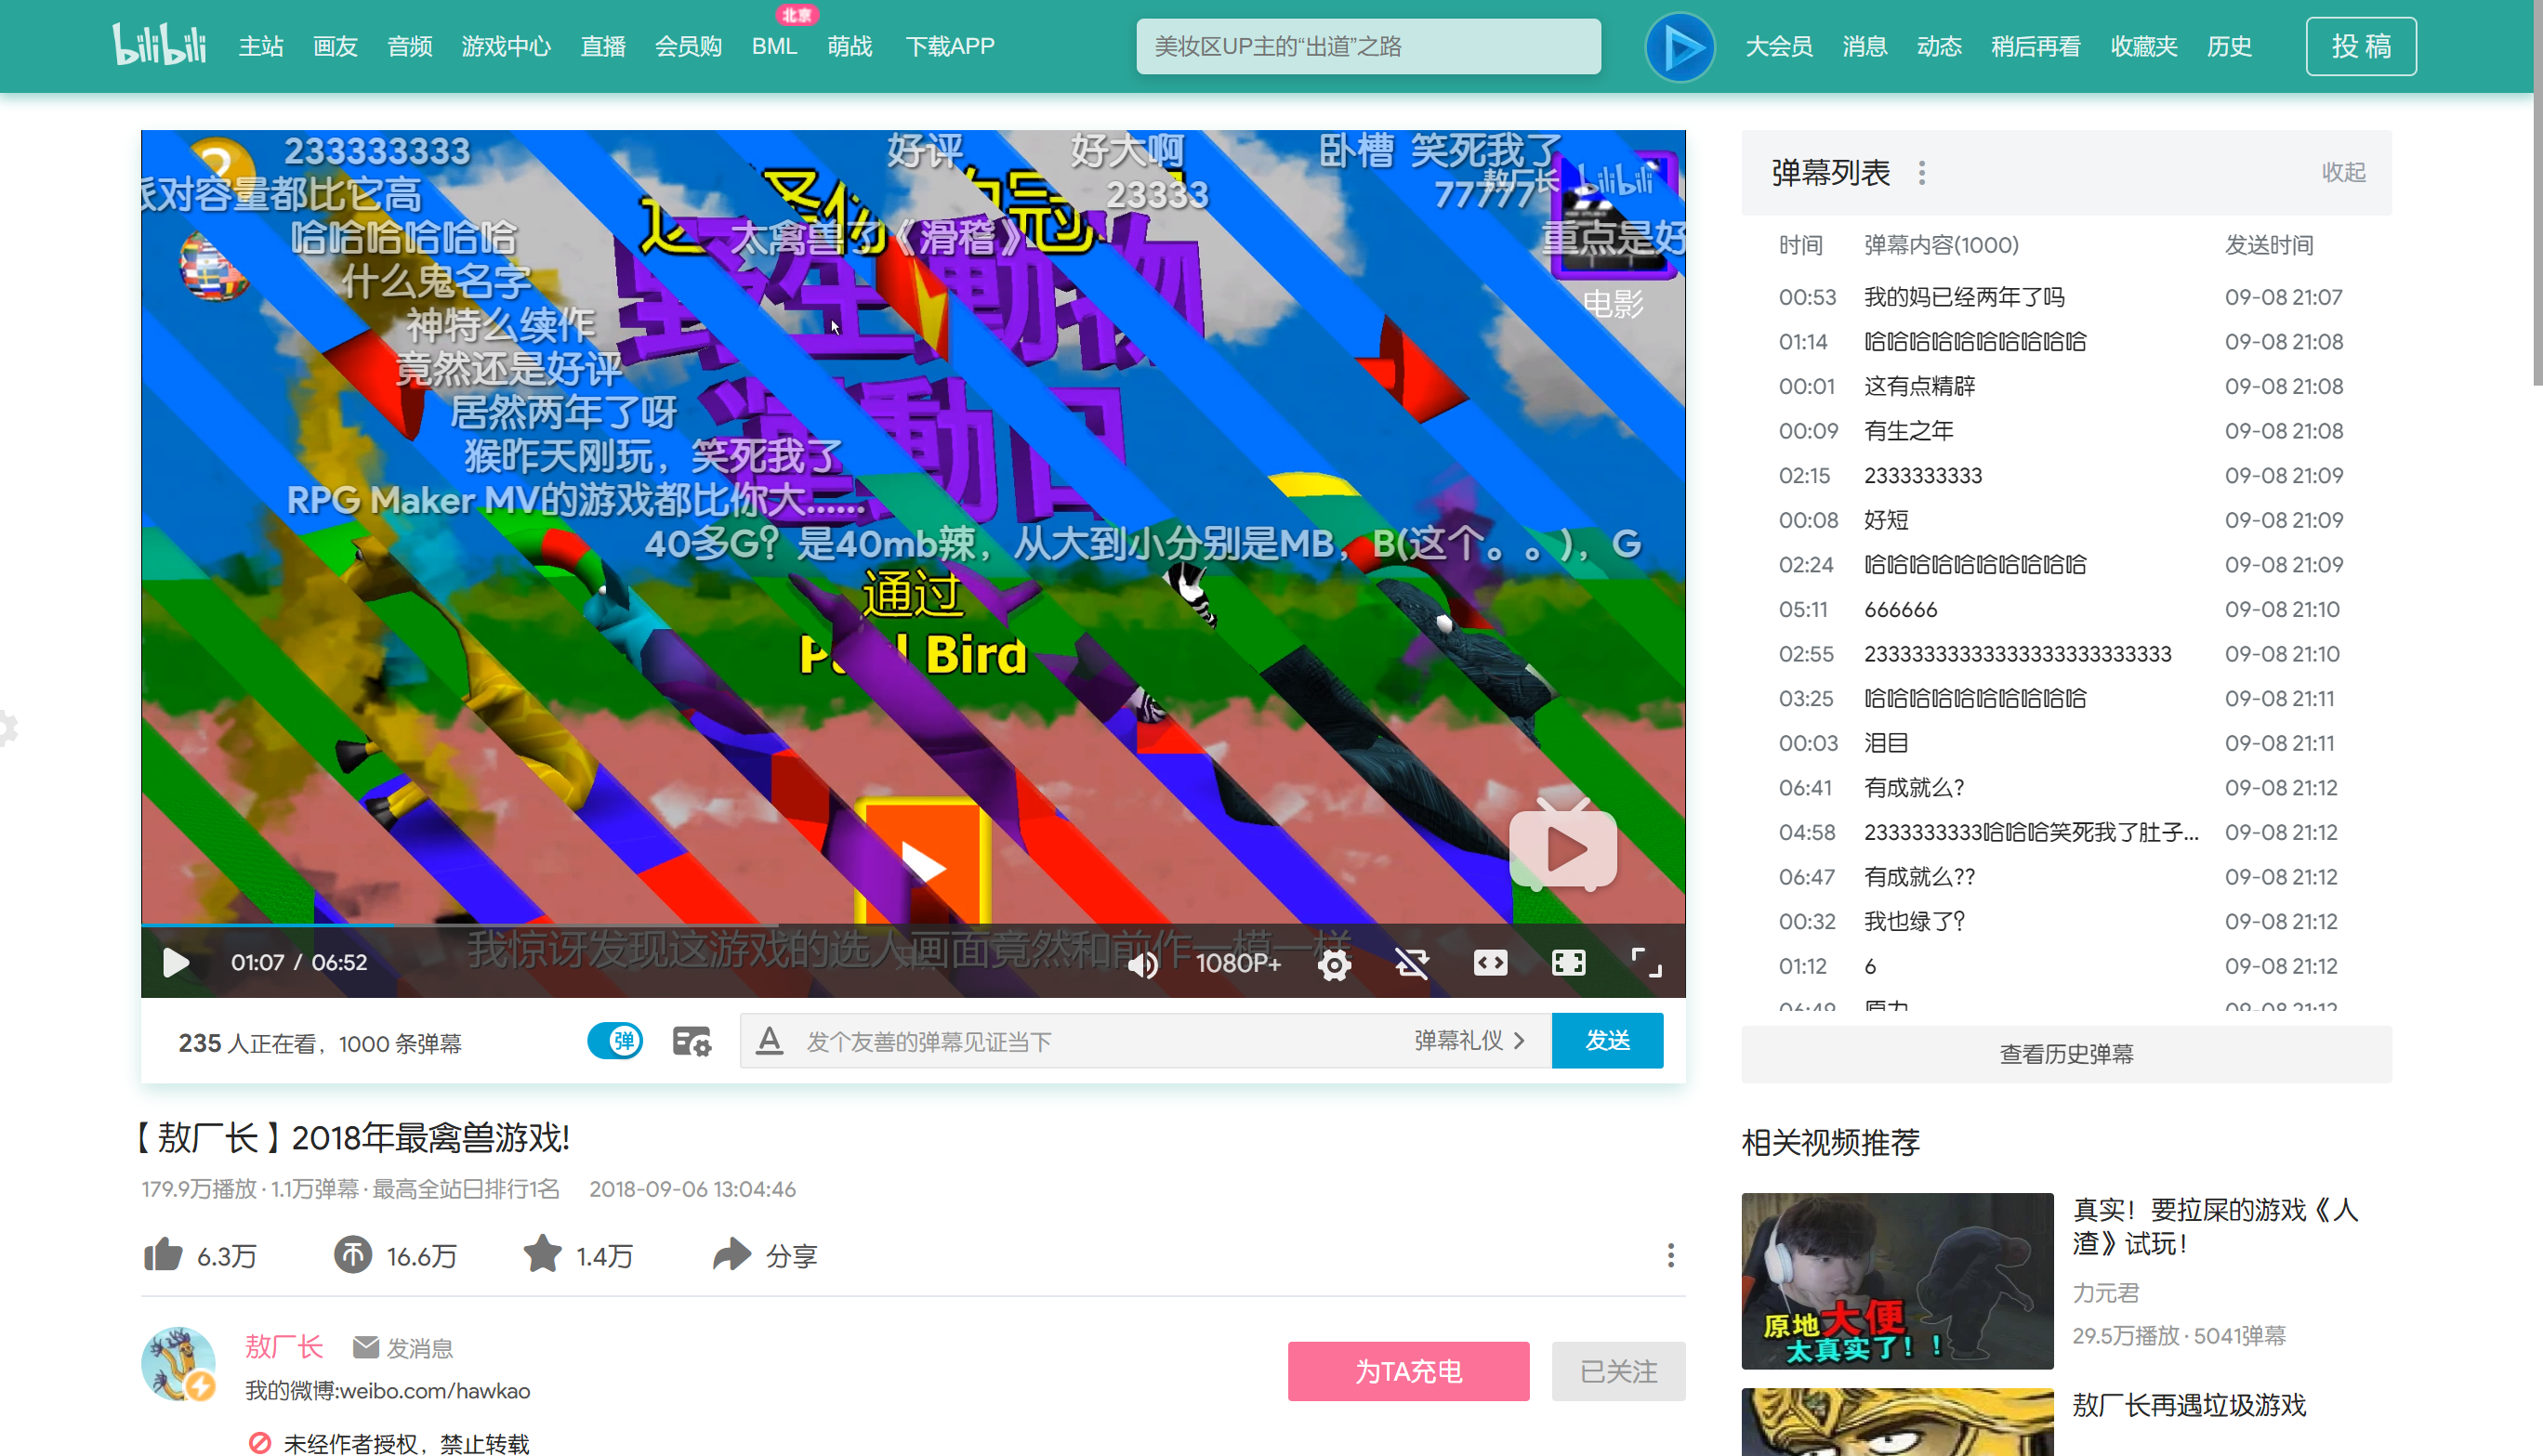 bilibili 主站 画友 音频 游戏中心 直播 会员购 BML 北京 萌战 下载APP 美妆区UP主的“出道”之路 大会员 消息 动态 稍后再看 收藏夹 历史 投稿
233333333 好评 好大啊 卧槽 笑死我了
派对容量都比它高 23333 77777 敖厂长 bilibili
哈哈哈哈哈哈 太禽兽了《滑稽》 重点是好
什么鬼名字 野生動物
电影
神特么续作
竟然还是好评
居然两年了呀 運動日
猴昨天刚玩，笑死我了
RPG Maker MV的游戏都比你大......
40多G？是40mb辣，从大到小分别是MB，B(这个。。)，G
通过
Bird
我惊讶发现这游戏的选人画面竟然和前作一模一样
01:07 / 06:52 1080P+
235 人正在看，1000 条弹幕 弹 发个友善的弹幕见证当下 弹幕礼仪 发送
【敖厂长】2018年最禽兽游戏!
179.9万播放 · 1.1万弹幕 · 最高全站日排行1名 2018-09-06 13:04:46
6.3万 16.6万 1.4万 分享
敖厂长 发消息
我的微博:weibo.com/hawkao
为TA充电 已关注
未经作者授权，禁止转载
弹幕列表 收起
时间 弹幕内容(1000) 发送时间
00:53 我的妈已经两年了吗 09-08 21:07
01:14 哈哈哈哈哈哈哈哈哈哈 09-08 21:08
00:01 这有点精辟 09-08 21:08
00:09 有生之年 09-08 21:08
02:15 2333333333 09-08 21:09
00:08 好短 09-08 21:09
02:24 哈哈哈哈哈哈哈哈哈哈 09-08 21:09
05:11 666666 09-08 21:10
02:55 23333333333333333333333333 09-08 21:10
03:25 哈哈哈哈哈哈哈哈哈哈 09-08 21:11
00:03 泪目 09-08 21:11
06:41 有成就么? 09-08 21:12
04:58 2333333333哈哈哈笑死我了肚子... 09-08 21:12
06:47 有成就么?? 09-08 21:12
00:32 我也绿了？ 09-08 21:12
01:12 6 09-08 21:12
查看历史弹幕
相关视频推荐
真实！要拉屎的游戏《人
渣》试玩！
力元君
29.5万播放 · 5041弹幕
原地大便
太真实了！！
敖厂长再遇垃圾游戏